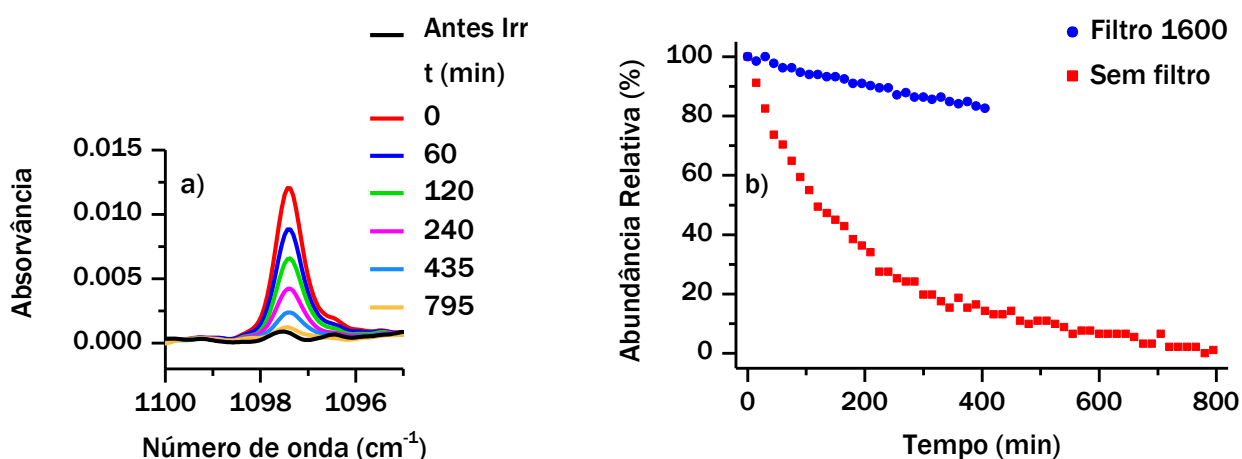 Antes Irr
t (min)
0
60
120
240
435
795
a)
Absorvância
0.015
0.010
0.005
0.000
1100 1098 1096
Número de onda (cm⁻¹)
Filtro 1600
Sem filtro
b)
Abundância Relativa (%)
100
80
60
40
20
0
0 200 400 600 800
Tempo (min)